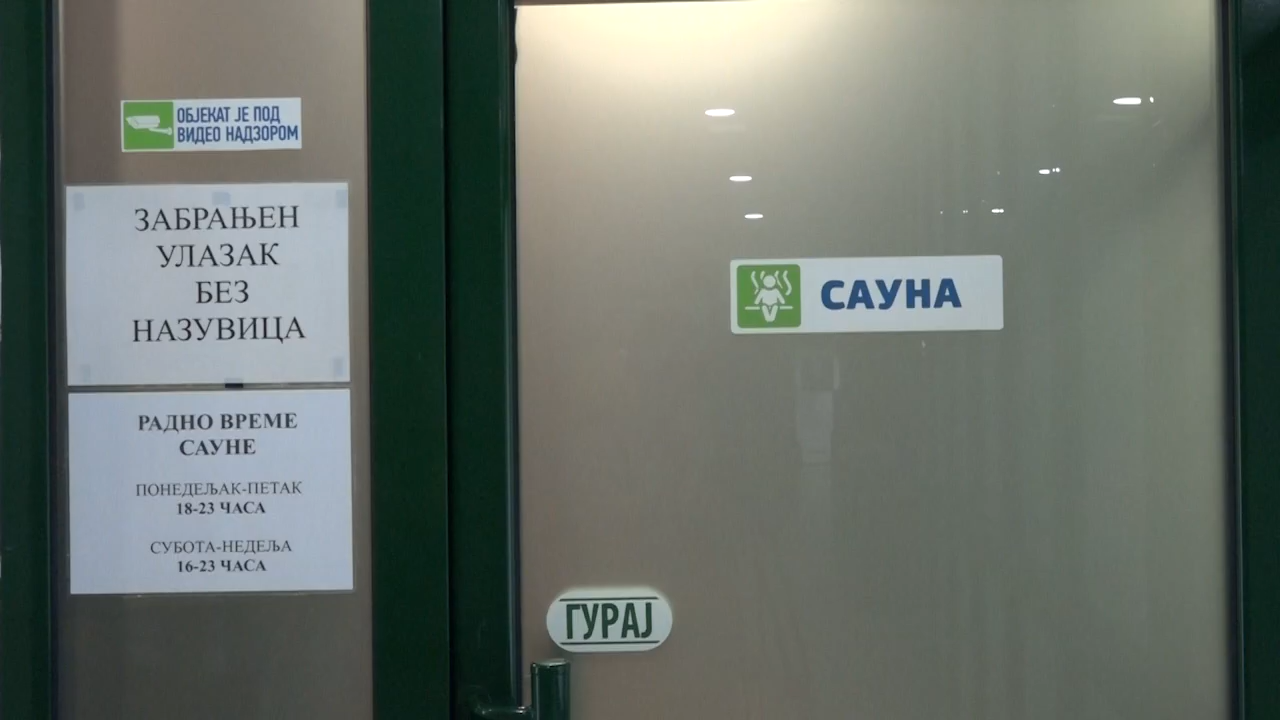 ОБЈЕКАТ ЈЕ ПОД
ВИДЕО НАДЗОРОМ
ЗАБРАЊЕН
УЛАЗАК
БЕЗ
НАЗУВИЦА
РАДНО ВРЕМЕ
САУНЕ
ПОНЕДЕЉАК-ПЕТАК
18-23 ЧАСА
СУБОТА-НЕДЕЉА
16-23 ЧАСА
САУНА
ГУРАЈ